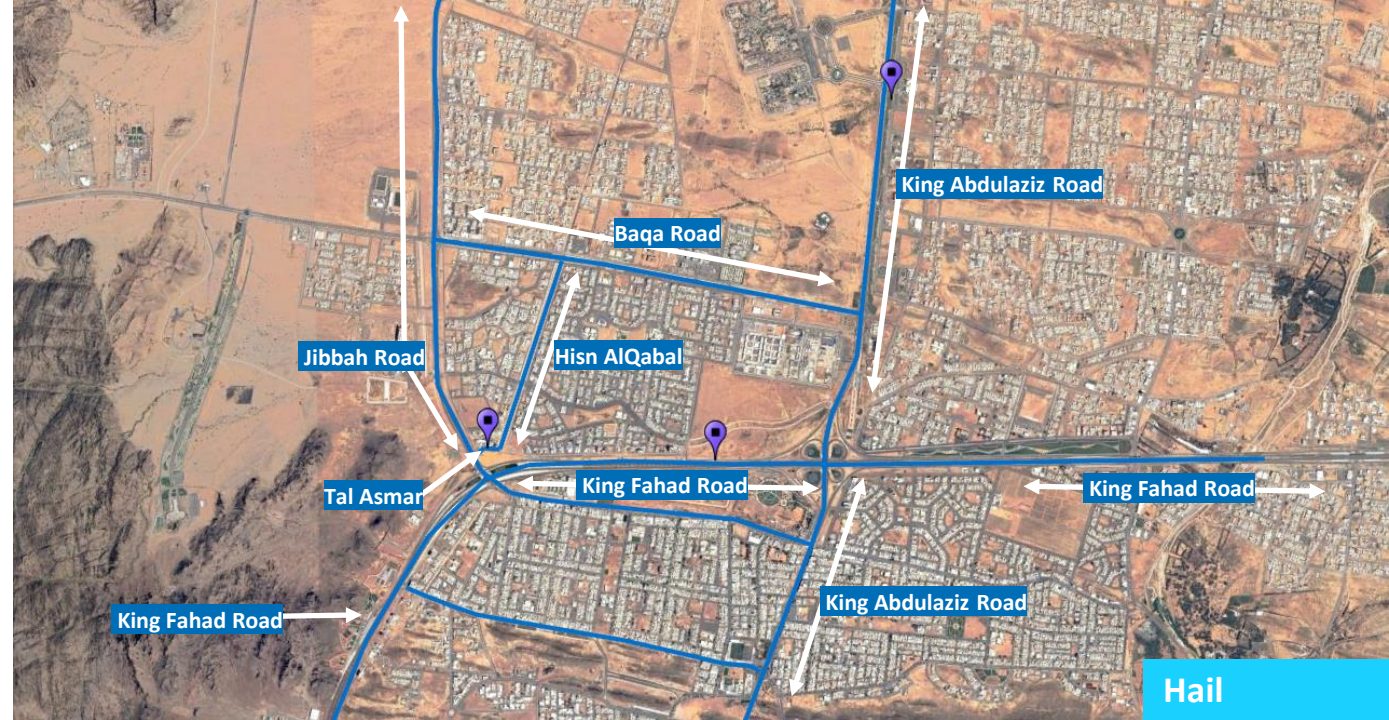 King Abdulaziz Road
Baqa Road
Jibbah Road
Hisn AlQabal
Tal Asmar
King Fahad Road
King Fahad Road
King Fahad Road
King Abdulaziz Road
Hail